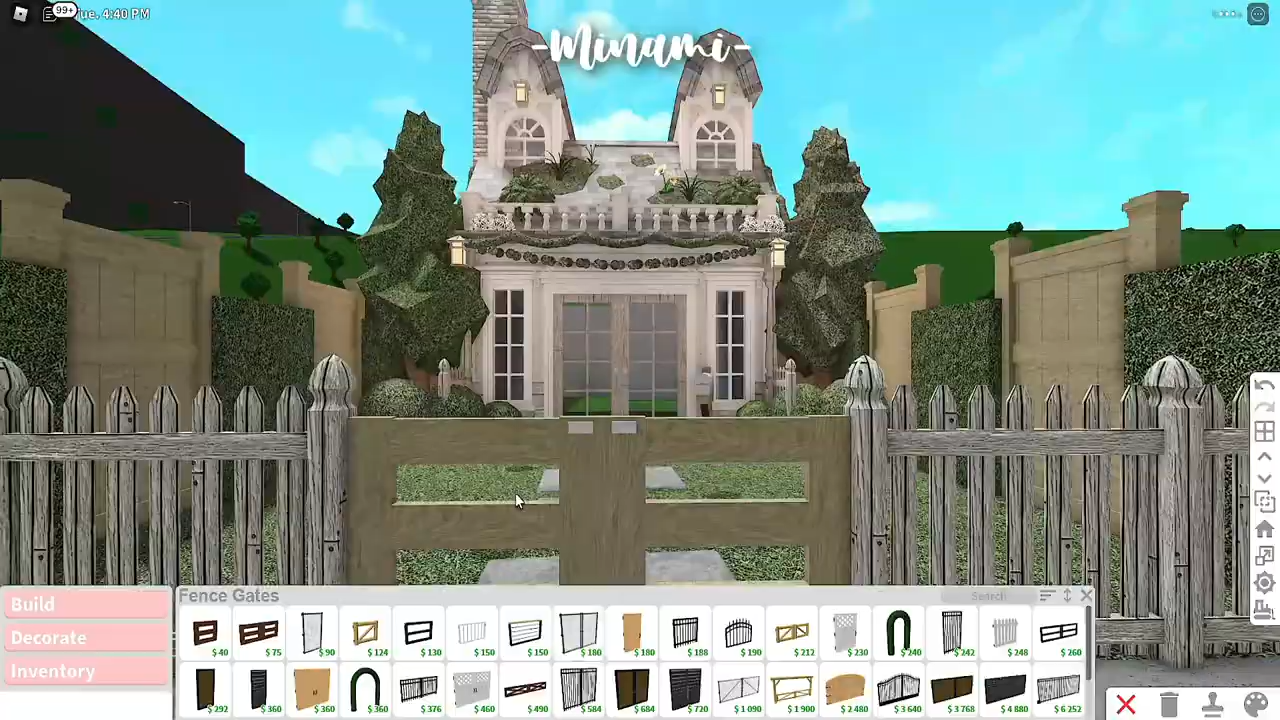 99+
Tue. 4:40 PM
-Minami-
Build
Decorate
Inventory
Fence Gates
Search
$40 $75 $90 $124 $130 $150 $150 $180 $180 $188 $190 $212 $230 $240 $242 $248 $260
$292 $360 $360 $360 $376 $460 $490 $584 $684 $720 $1 090 $1 900 $2 480 $3 640 $3 768 $4 880 $6 252